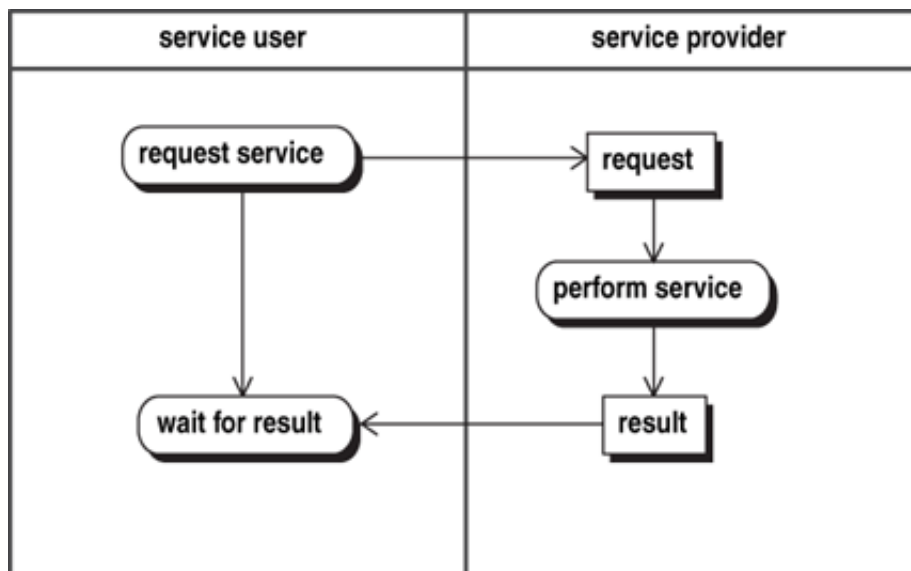 service user
service provider
request service
request
perform service
wait for result
result